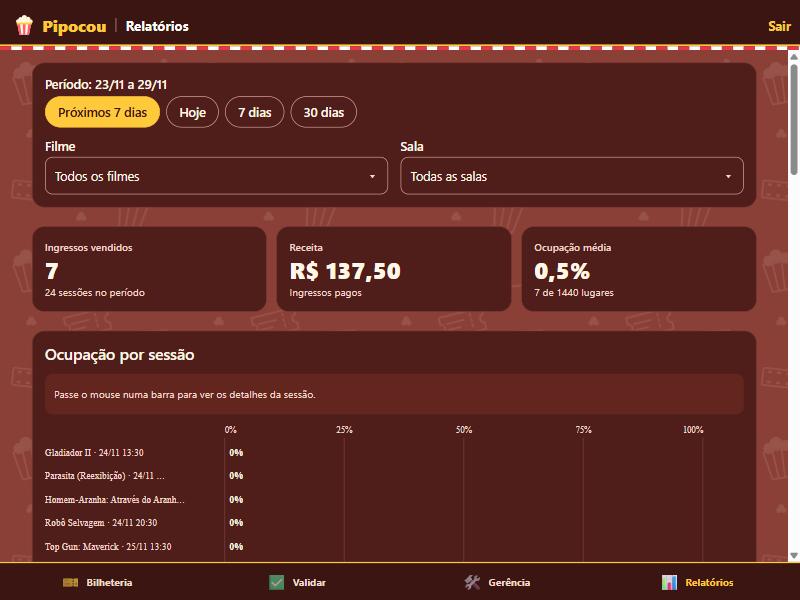 Pipocou | Relatórios Sair
Período: 23/11 a 29/11
Próximos 7 dias Hoje 7 dias 30 dias
Filme Sala
Todos os filmes Todas as salas
Ingressos vendidos Receita Ocupação média
7 R$ 137,50 0,5%
24 sessões no período Ingressos pagos 7 de 1440 lugares
Ocupação por sessão
Passe o mouse numa barra para ver os detalhes da sessão.
0% 25% 50% 75% 100%
Gladiador II · 24/11 13:30 0%
Parasita (Reexibição) · 24/11 ... 0%
Homem-Aranha: Através do Aranh... 0%
Robô Selvagem · 24/11 20:30 0%
Top Gun: Maverick · 25/11 13:30 0%
Bilheteria Validar Gerência Relatórios